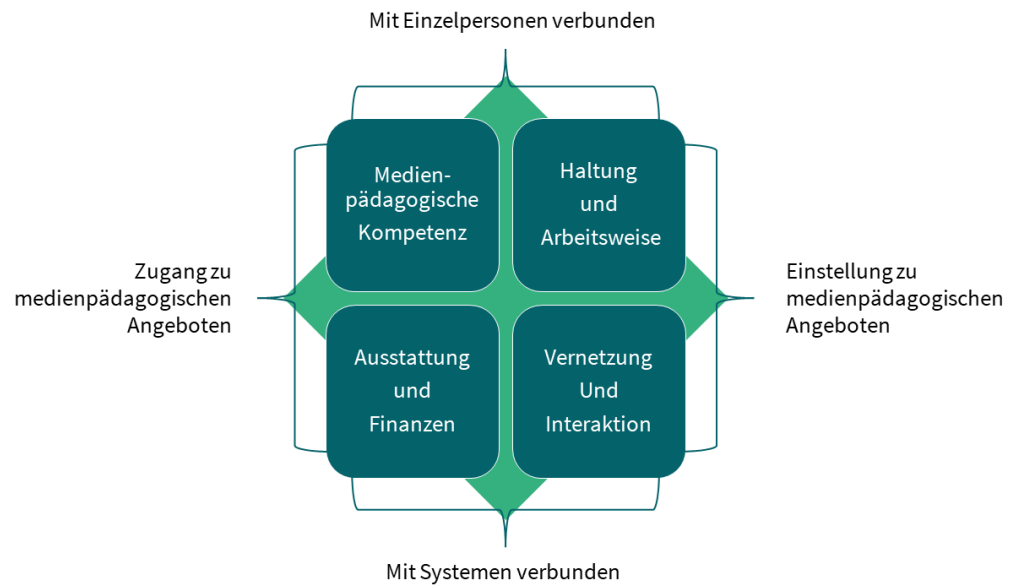 Mit Einzelpersonen verbunden
Medien-
pädagogische
Kompetenz
Haltung
und
Arbeitsweise
Zugang zu
medienpädagogischen
Angeboten
Einstellung zu
medienpädagogischen
Angeboten
Ausstattung
und
Finanzen
Vernetzung
Und
Interaktion
Mit Systemen verbunden